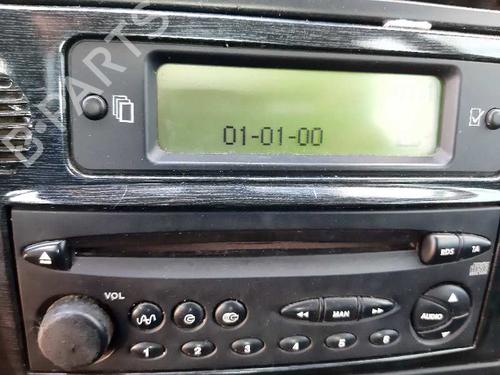 B-PARTS
01-01-00
RDS TA
VOL
MAN
AUDIO
1 2 3 4 5 6